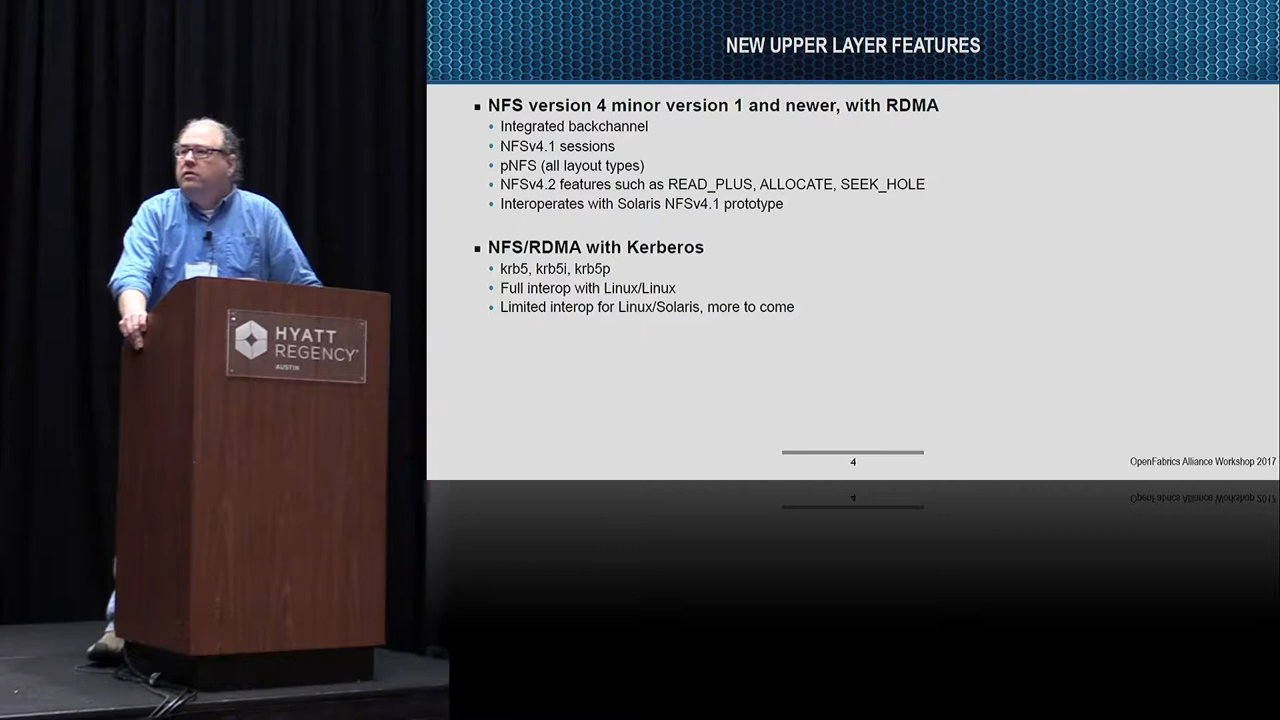 NEW UPPER LAYER FEATURES
▪ NFS version 4 minor version 1 and newer, with RDMA
• Integrated backchannel
• NFSv4.1 sessions
• pNFS (all layout types)
• NFSv4.2 features such as READ_PLUS, ALLOCATE, SEEK_HOLE
• Interoperates with Solaris NFSv4.1 prototype
▪ NFS/RDMA with Kerberos
• krb5, krb5i, krb5p
• Full interop with Linux/Linux
• Limited interop for Linux/Solaris, more to come
4
OpenFabrics Alliance Workshop 2017
HYATT
REGENCY
AUSTIN